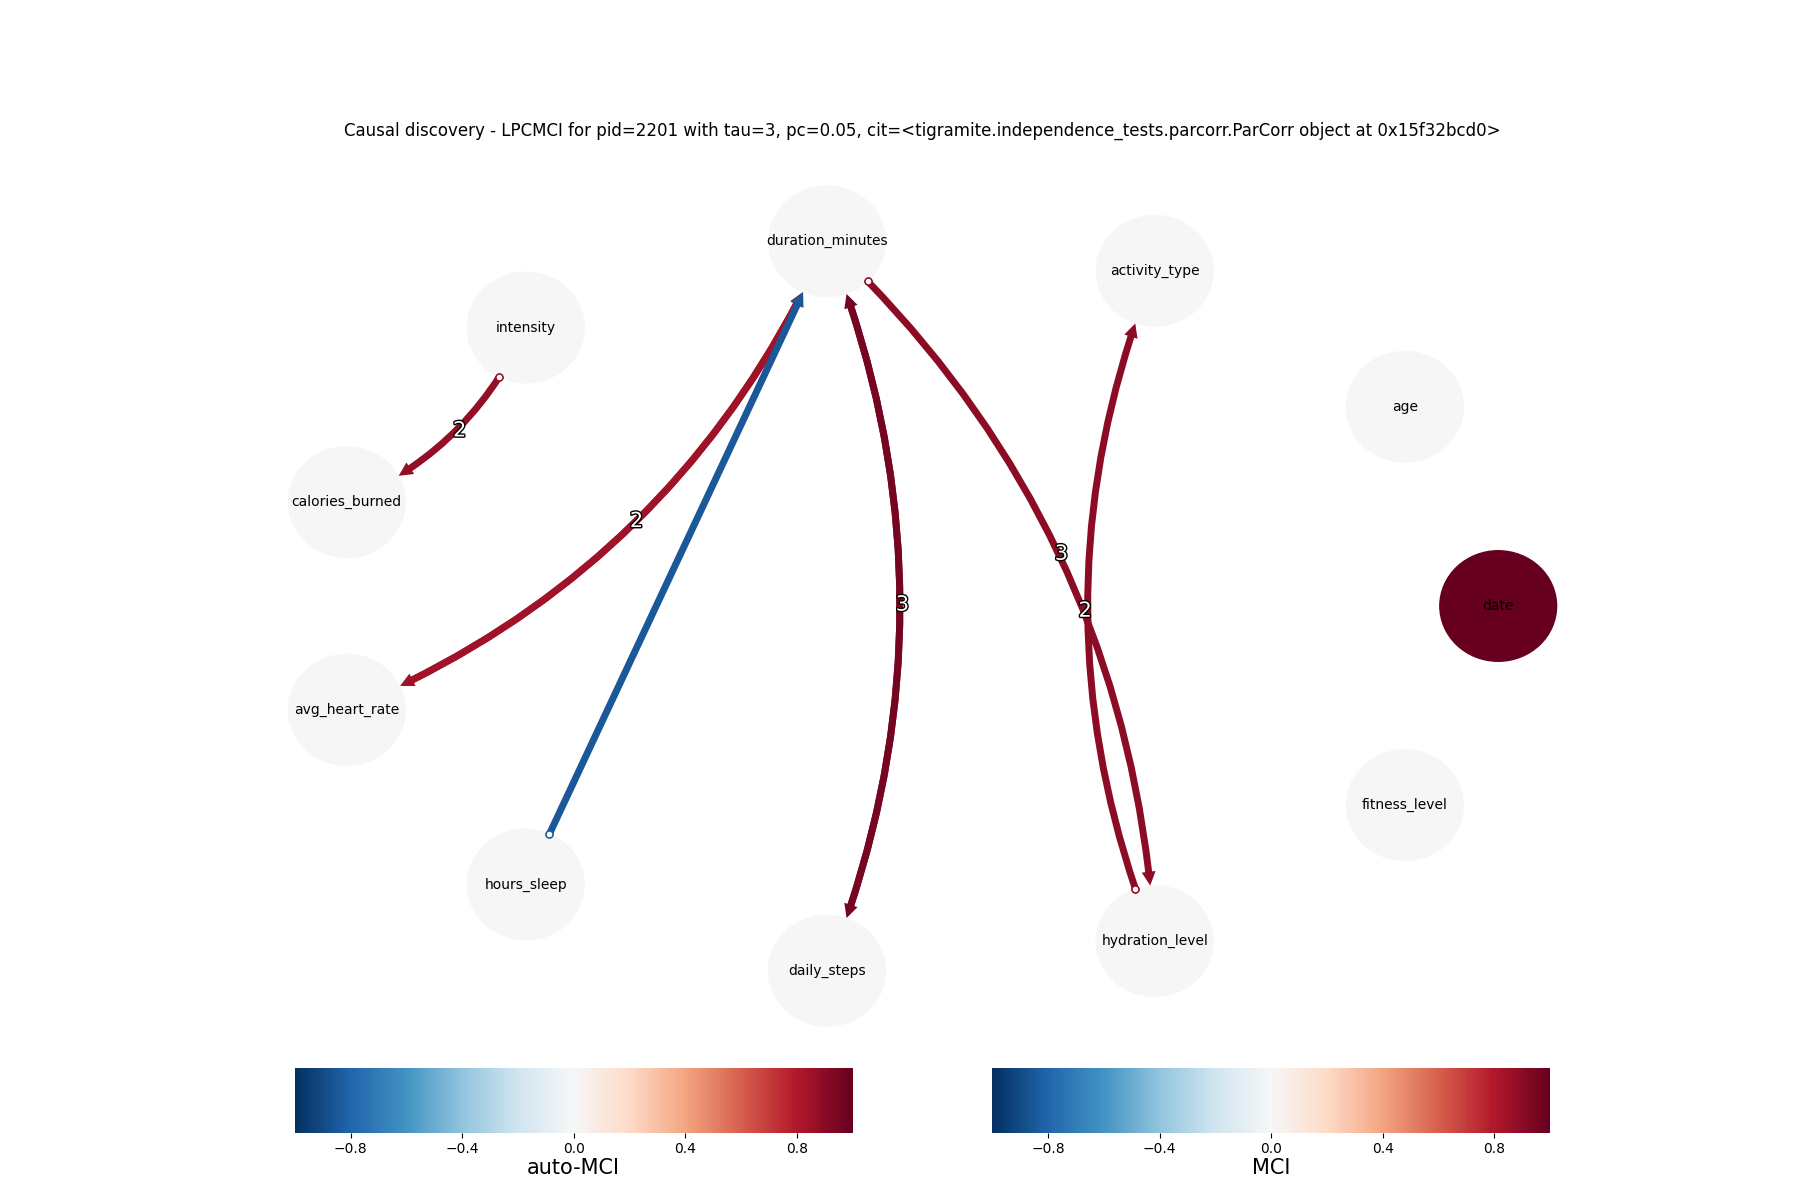 Causal discovery - LPCMCI for pid=2201 with tau=3, pc=0.05, cit=<tigramite.independence_tests.parcorr.ParCorr object at 0x15f32bcd0>
duration_minutes
activity_type
intensity
age
2
calories_burned
2
3
3
2
date
avg_heart_rate
fitness_level
hours_sleep
hydration_level
daily_steps
−0.8 −0.4 0.0 0.4 0.8
auto-MCI
−0.8 −0.4 0.0 0.4 0.8
MCI